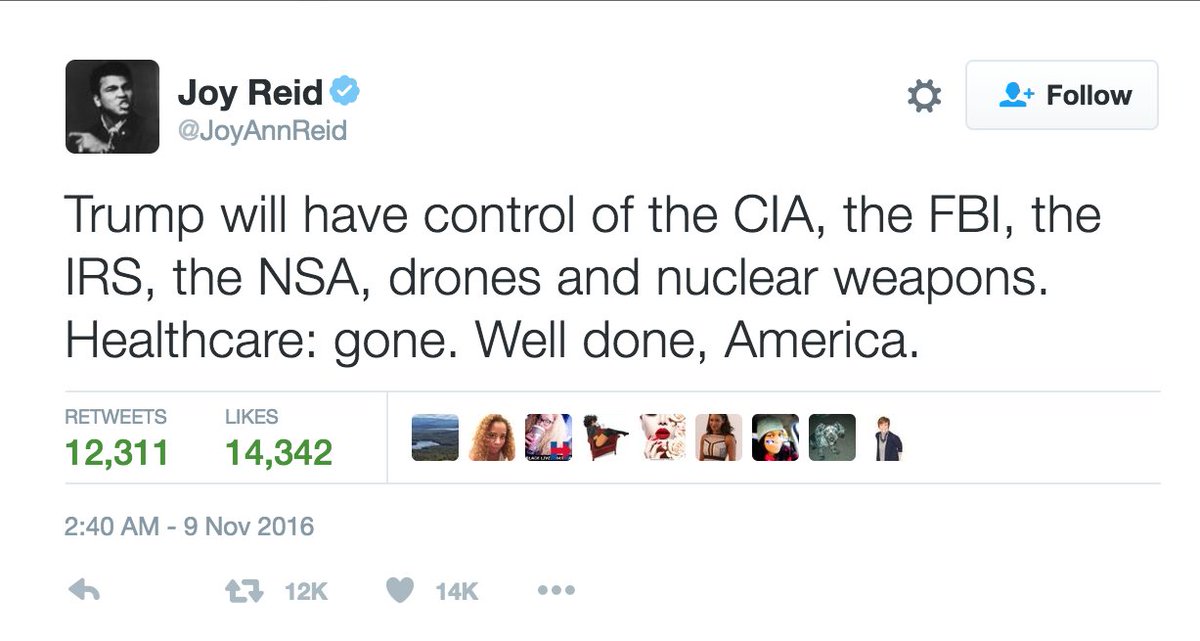 Joy Reid
@JoyAnnReid
Follow
Trump will have control of the CIA, the FBI, the
IRS, the NSA, drones and nuclear weapons.
Healthcare: gone. Well done, America.
RETWEETS LIKES
12,311 14,342
2:40 AM - 9 Nov 2016
12K 14K